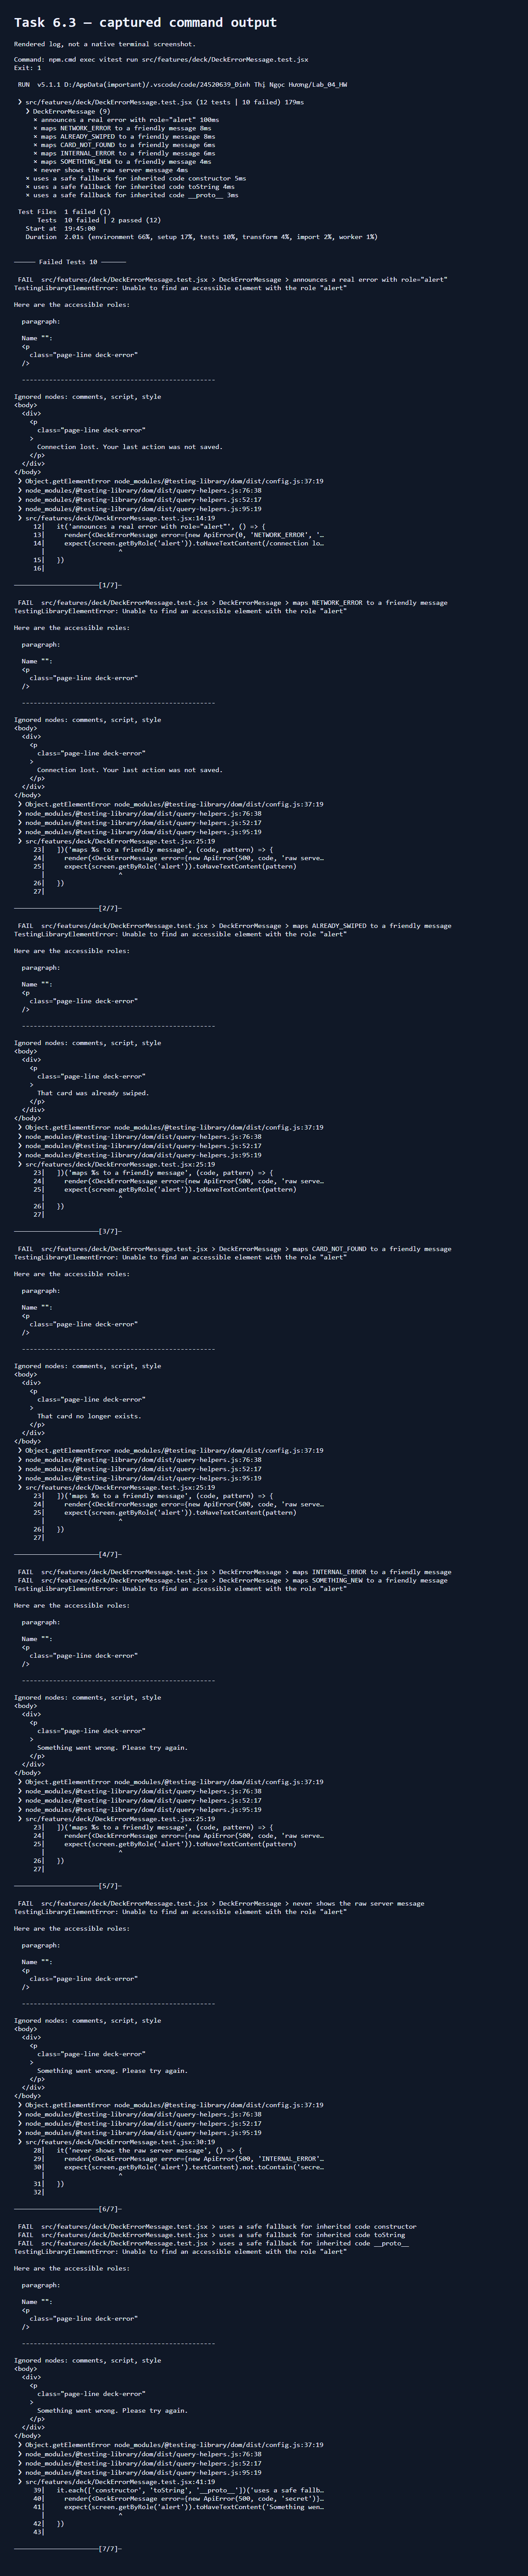 Task 6.3 — captured command output
Rendered log, not a native terminal screenshot.
Command: npm.cmd exec vitest run src/features/deck/DeckErrorMessage.test.jsx
Exit: 1
RUN  v5.1.1 D:/AppData(important)/.vscode/code/24520639_Đinh Thị Ngọc Hương/Lab_04_HW
❯ src/features/deck/DeckErrorMessage.test.jsx (12 tests | 10 failed) 179ms
❯ DeckErrorMessage (9)
× announces a real error with role="alert" 100ms
× maps NETWORK_ERROR to a friendly message 8ms
× maps ALREADY_SWIPED to a friendly message 8ms
× maps CARD_NOT_FOUND to a friendly message 6ms
× maps INTERNAL_ERROR to a friendly message 6ms
× maps SOMETHING_NEW to a friendly message 4ms
× never shows the raw server message 4ms
× uses a safe fallback for inherited code constructor 5ms
× uses a safe fallback for inherited code toString 4ms
× uses a safe fallback for inherited code __proto__ 3ms
Test Files  1 failed (1)
Tests  10 failed | 2 passed (12)
Start at  19:45:00
Duration  2.01s (environment 66%, setup 17%, tests 10%, transform 4%, import 2%, worker 1%)
—— Failed Tests 10 ——
FAIL  src/features/deck/DeckErrorMessage.test.jsx > DeckErrorMessage > announces a real error with role="alert"
TestingLibraryElementError: Unable to find an accessible element with the role "alert"
Here are the accessible roles:
paragraph:
Name "":
<p
class="page-line deck-error"
/>
--------------------------------------------------
Ignored nodes: comments, script, style
<body>
<div>
<p
class="page-line deck-error"
>
Connection lost. Your last action was not saved.
</p>
</div>
</body>
❯ Object.getElementError node_modules/@testing-library/dom/dist/config.js:37:19
❯ node_modules/@testing-library/dom/dist/query-helpers.js:76:38
❯ node_modules/@testing-library/dom/dist/query-helpers.js:52:17
❯ node_modules/@testing-library/dom/dist/query-helpers.js:95:19
❯ src/features/deck/DeckErrorMessage.test.jsx:14:19
12|   it('announces a real error with role="alert"', () => {
13|     render(<DeckErrorMessage error={new ApiError(0, 'NETWORK_ERROR', '…
14|     expect(screen.getByRole('alert')).toHaveTextContent(/connection lo…
|                   ^
15|   })
16|
——————[1/7]—
FAIL  src/features/deck/DeckErrorMessage.test.jsx > DeckErrorMessage > maps NETWORK_ERROR to a friendly message
TestingLibraryElementError: Unable to find an accessible element with the role "alert"
Here are the accessible roles:
paragraph:
Name "":
<p
class="page-line deck-error"
/>
--------------------------------------------------
Ignored nodes: comments, script, style
<body>
<div>
<p
class="page-line deck-error"
>
Connection lost. Your last action was not saved.
</p>
</div>
</body>
❯ Object.getElementError node_modules/@testing-library/dom/dist/config.js:37:19
❯ node_modules/@testing-library/dom/dist/query-helpers.js:76:38
❯ node_modules/@testing-library/dom/dist/query-helpers.js:52:17
❯ node_modules/@testing-library/dom/dist/query-helpers.js:95:19
❯ src/features/deck/DeckErrorMessage.test.jsx:25:19
23|   ])('maps %s to a friendly message', (code, pattern) => {
24|     render(<DeckErrorMessage error={new ApiError(500, code, 'raw serve…
25|     expect(screen.getByRole('alert')).toHaveTextContent(pattern)
|                   ^
26|   })
27|
——————[2/7]—
FAIL  src/features/deck/DeckErrorMessage.test.jsx > DeckErrorMessage > maps ALREADY_SWIPED to a friendly message
TestingLibraryElementError: Unable to find an accessible element with the role "alert"
Here are the accessible roles:
paragraph:
Name "":
<p
class="page-line deck-error"
/>
--------------------------------------------------
Ignored nodes: comments, script, style
<body>
<div>
<p
class="page-line deck-error"
>
That card was already swiped.
</p>
</div>
</body>
❯ Object.getElementError node_modules/@testing-library/dom/dist/config.js:37:19
❯ node_modules/@testing-library/dom/dist/query-helpers.js:76:38
❯ node_modules/@testing-library/dom/dist/query-helpers.js:52:17
❯ node_modules/@testing-library/dom/dist/query-helpers.js:95:19
❯ src/features/deck/DeckErrorMessage.test.jsx:25:19
23|   ])('maps %s to a friendly message', (code, pattern) => {
24|     render(<DeckErrorMessage error={new ApiError(500, code, 'raw serve…
25|     expect(screen.getByRole('alert')).toHaveTextContent(pattern)
|                   ^
26|   })
27|
——————[3/7]—
FAIL  src/features/deck/DeckErrorMessage.test.jsx > DeckErrorMessage > maps CARD_NOT_FOUND to a friendly message
TestingLibraryElementError: Unable to find an accessible element with the role "alert"
Here are the accessible roles:
paragraph:
Name "":
<p
class="page-line deck-error"
/>
--------------------------------------------------
Ignored nodes: comments, script, style
<body>
<div>
<p
class="page-line deck-error"
>
That card no longer exists.
</p>
</div>
</body>
❯ Object.getElementError node_modules/@testing-library/dom/dist/config.js:37:19
❯ node_modules/@testing-library/dom/dist/query-helpers.js:76:38
❯ node_modules/@testing-library/dom/dist/query-helpers.js:52:17
❯ node_modules/@testing-library/dom/dist/query-helpers.js:95:19
❯ src/features/deck/DeckErrorMessage.test.jsx:25:19
23|   ])('maps %s to a friendly message', (code, pattern) => {
24|     render(<DeckErrorMessage error={new ApiError(500, code, 'raw serve…
25|     expect(screen.getByRole('alert')).toHaveTextContent(pattern)
|                   ^
26|   })
27|
——————[4/7]—
FAIL  src/features/deck/DeckErrorMessage.test.jsx > DeckErrorMessage > maps INTERNAL_ERROR to a friendly message
FAIL  src/features/deck/DeckErrorMessage.test.jsx > DeckErrorMessage > maps SOMETHING_NEW to a friendly message
TestingLibraryElementError: Unable to find an accessible element with the role "alert"
Here are the accessible roles:
paragraph:
Name "":
<p
class="page-line deck-error"
/>
--------------------------------------------------
Ignored nodes: comments, script, style
<body>
<div>
<p
class="page-line deck-error"
>
Something went wrong. Please try again.
</p>
</div>
</body>
❯ Object.getElementError node_modules/@testing-library/dom/dist/config.js:37:19
❯ node_modules/@testing-library/dom/dist/query-helpers.js:76:38
❯ node_modules/@testing-library/dom/dist/query-helpers.js:52:17
❯ node_modules/@testing-library/dom/dist/query-helpers.js:95:19
❯ src/features/deck/DeckErrorMessage.test.jsx:25:19
23|   ])('maps %s to a friendly message', (code, pattern) => {
24|     render(<DeckErrorMessage error={new ApiError(500, code, 'raw serve…
25|     expect(screen.getByRole('alert')).toHaveTextContent(pattern)
|                   ^
26|   })
27|
——————[5/7]—
FAIL  src/features/deck/DeckErrorMessage.test.jsx > DeckErrorMessage > never shows the raw server message
TestingLibraryElementError: Unable to find an accessible element with the role "alert"
Here are the accessible roles:
paragraph:
Name "":
<p
class="page-line deck-error"
/>
--------------------------------------------------
Ignored nodes: comments, script, style
<body>
<div>
<p
class="page-line deck-error"
>
Something went wrong. Please try again.
</p>
</div>
</body>
❯ Object.getElementError node_modules/@testing-library/dom/dist/config.js:37:19
❯ node_modules/@testing-library/dom/dist/query-helpers.js:76:38
❯ node_modules/@testing-library/dom/dist/query-helpers.js:52:17
❯ node_modules/@testing-library/dom/dist/query-helpers.js:95:19
❯ src/features/deck/DeckErrorMessage.test.jsx:30:19
28|   it('never shows the raw server message', () => {
29|     render(<DeckErrorMessage error={new ApiError(500, 'INTERNAL_ERROR'…
30|     expect(screen.getByRole('alert').textContent).not.toContain('secre…
|                   ^
31|   })
32|
——————[6/7]—
FAIL  src/features/deck/DeckErrorMessage.test.jsx > uses a safe fallback for inherited code constructor
FAIL  src/features/deck/DeckErrorMessage.test.jsx > uses a safe fallback for inherited code toString
FAIL  src/features/deck/DeckErrorMessage.test.jsx > uses a safe fallback for inherited code __proto__
TestingLibraryElementError: Unable to find an accessible element with the role "alert"
Here are the accessible roles:
paragraph:
Name "":
<p
class="page-line deck-error"
/>
--------------------------------------------------
Ignored nodes: comments, script, style
<body>
<div>
<p
class="page-line deck-error"
>
Something went wrong. Please try again.
</p>
</div>
</body>
❯ Object.getElementError node_modules/@testing-library/dom/dist/config.js:37:19
❯ node_modules/@testing-library/dom/dist/query-helpers.js:76:38
❯ node_modules/@testing-library/dom/dist/query-helpers.js:52:17
❯ node_modules/@testing-library/dom/dist/query-helpers.js:95:19
❯ src/features/deck/DeckErrorMessage.test.jsx:41:19
39|   it.each(['constructor', 'toString', '__proto__'])('uses a safe fallb…
40|     render(<DeckErrorMessage error={new ApiError(500, code, 'secret')}…
41|     expect(screen.getByRole('alert')).toHaveTextContent('Something wen…
|                   ^
42|   })
43|
——————[7/7]—